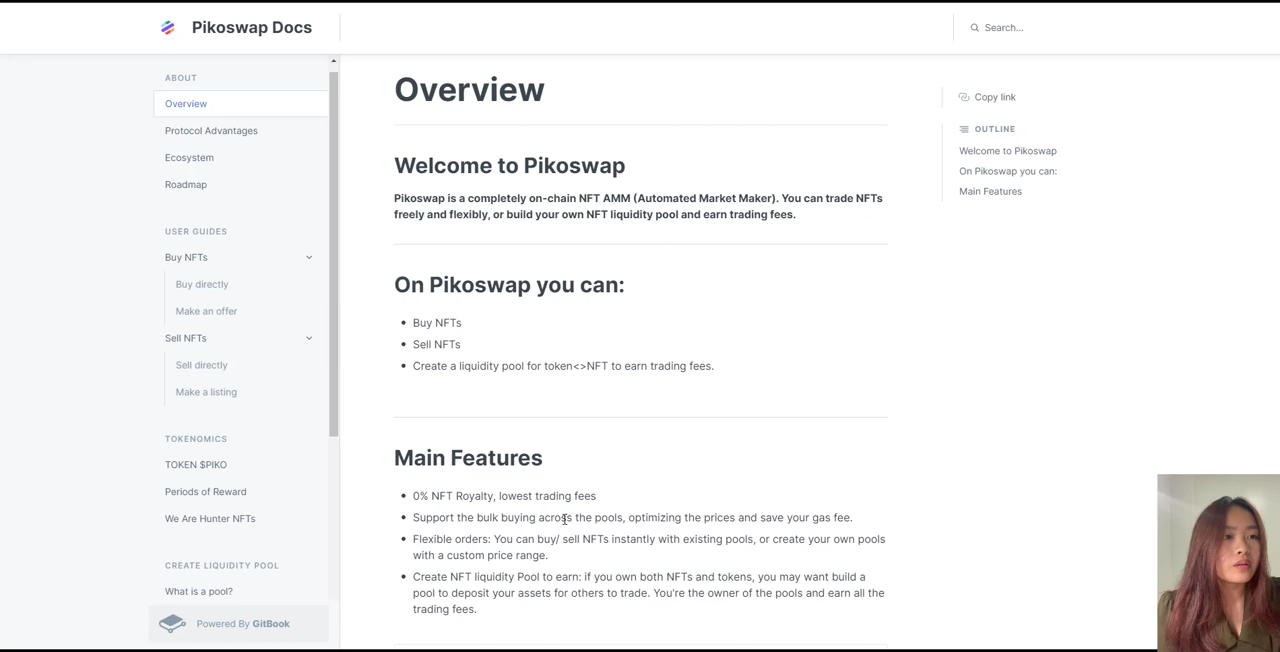 Pikoswap Docs
Search...
ABOUT
Overview
Protocol Advantages
Ecosystem
Roadmap
USER GUIDES
Buy NFTs
Buy directly
Make an offer
Sell NFTs
Sell directly
Make a listing
TOKENOMICS
TOKEN $PIKO
Periods of Reward
We Are Hunter NFTs
CREATE LIQUIDITY POOL
What is a pool?
Powered By GitBook
Overview
Welcome to Pikoswap
Pikoswap is a completely on-chain NFT AMM (Automated Market Maker). You can trade NFTs
freely and flexibly, or build your own NFT liquidity pool and earn trading fees.
On Pikoswap you can:
• Buy NFTs
• Sell NFTs
• Create a liquidity pool for token<>NFT to earn trading fees.
Main Features
• 0% NFT Royalty, lowest trading fees
• Support the bulk buying across the pools, optimizing the prices and save your gas fee.
• Flexible orders: You can buy/ sell NFTs instantly with existing pools, or create your own pools
with a custom price range.
• Create NFT liquidity Pool to earn: if you own both NFTs and tokens, you may want build a
pool to deposit your assets for others to trade. You're the owner of the pools and earn all the
trading fees.
Copy link
OUTLINE
Welcome to Pikoswap
On Pikoswap you can:
Main Features